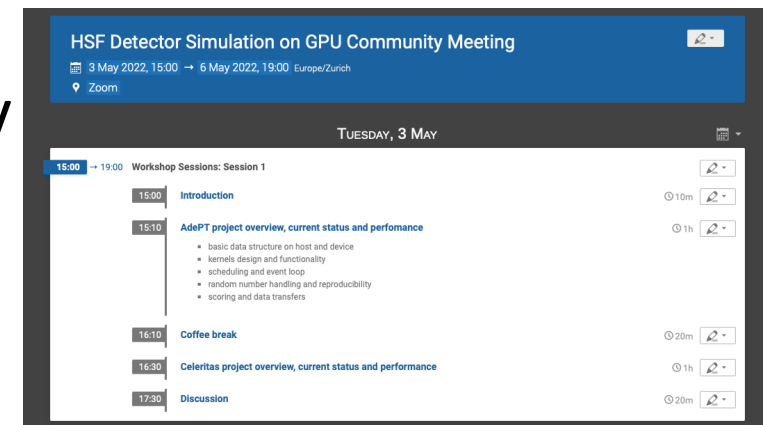 HSF Detector Simulation on GPU Community Meeting
3 May 2022, 15:00 → 6 May 2022, 19:00 Europe/Zurich
Zoom
y
TUESDAY, 3 MAY
15:00 → 19:00 Workshop Sessions: Session 1
15:00 Introduction 10m
15:10 AdePT project overview, current status and perfomance 1h
basic data structure on host and device
kernels design and functionality
scheduling and event loop
random number handling and reproducibility
scoring and data transfers
16:10 Coffee break 20m
16:30 Celeritas project overview, current status and performance 1h
17:30 Discussion 20m